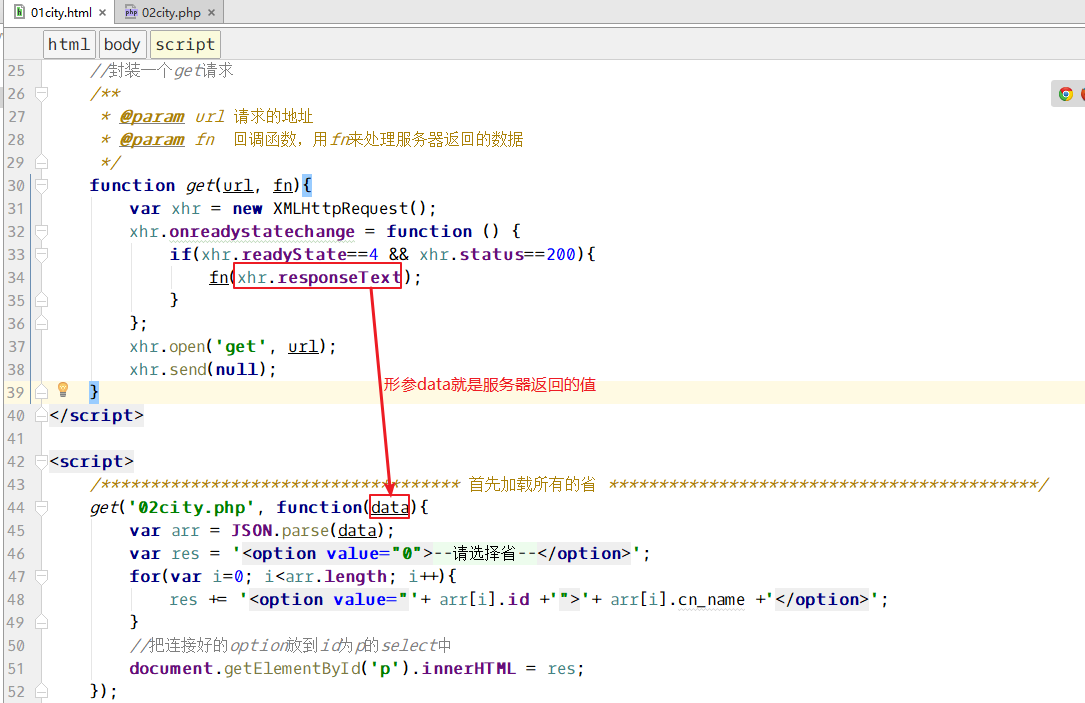 01city.html × 02city.php ×
html body script
25 //封装一个get请求
26 /**
27 * @param url 请求的地址
28 * @param fn 回调函数，用fn来处理服务器返回的数据
29 */
30 function get(url, fn){
31 var xhr = new XMLHttpRequest();
32 xhr.onreadystatechange = function () {
33 if(xhr.readyState==4 && xhr.status==200){
34 fn(xhr.responseText);
35 }
36 };
37 xhr.open('get', url);
38 xhr.send(null);
形参data就是服务器返回的值
39 }
40 </script>
41
42 <script>
43 /************************************ 首先加载所有的省 *******************************************/
44 get('02city.php', function(data){
45 var arr = JSON.parse(data);
46 var res = '<option value="0">--请选择省--</option>';
47 for(var i=0; i<arr.length; i++){
48 res += '<option value="'+ arr[i].id +'">'+ arr[i].cn_name +'</option>';
49 }
50 //把连接好的option放到id为p的select中
51 document.getElementById('p').innerHTML = res;
52 });